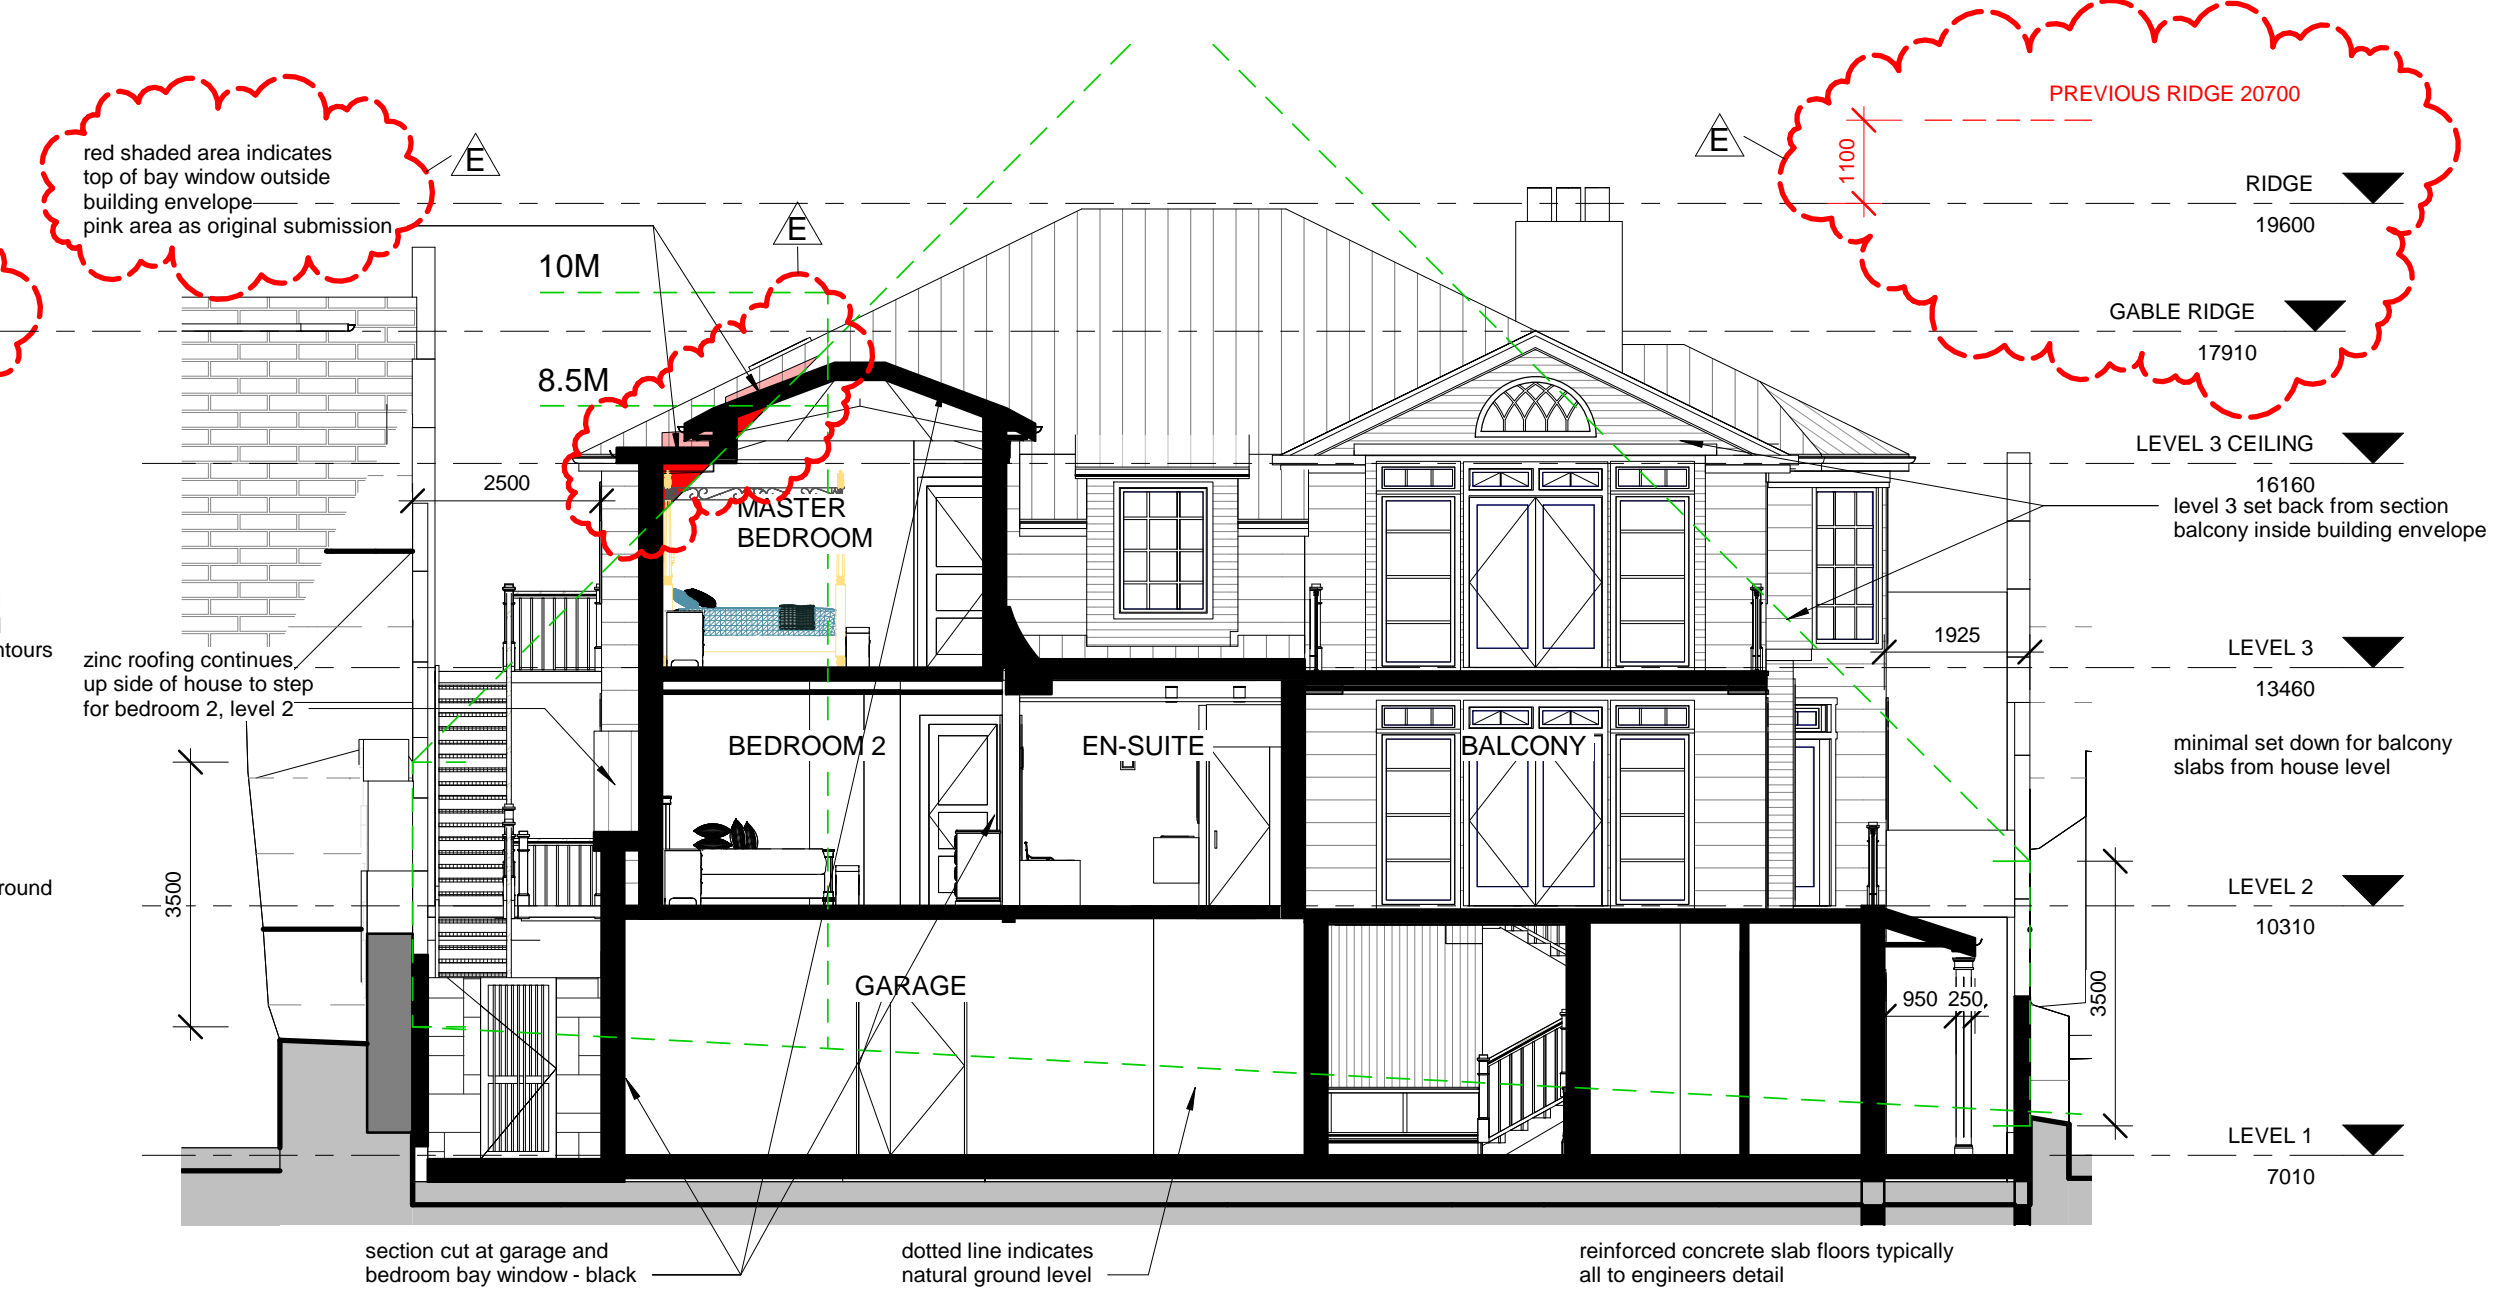 PREVIOUS RIDGE 20700
1100
E
E
E
red shaded area indicates
top of bay window outside
building envelope
pink area as original submission
RIDGE
19600
10M
GABLE RIDGE
17910
8.5M
LEVEL 3 CEILING
16160
2500
MASTER
BEDROOM
level 3 set back from section
balcony inside building envelope
1925
LEVEL 3
13460
ntours
zinc roofing continues
up side of house to step
for bedroom 2, level 2
BEDROOM 2
EN-SUITE
BALCONY
minimal set down for balcony
slabs from house level
3500
round
LEVEL 2
10310
GARAGE
950
250
3500
LEVEL 1
7010
section cut at garage and
bedroom bay window - black
dotted line indicates
natural ground level
reinforced concrete slab floors typically
all to engineers detail